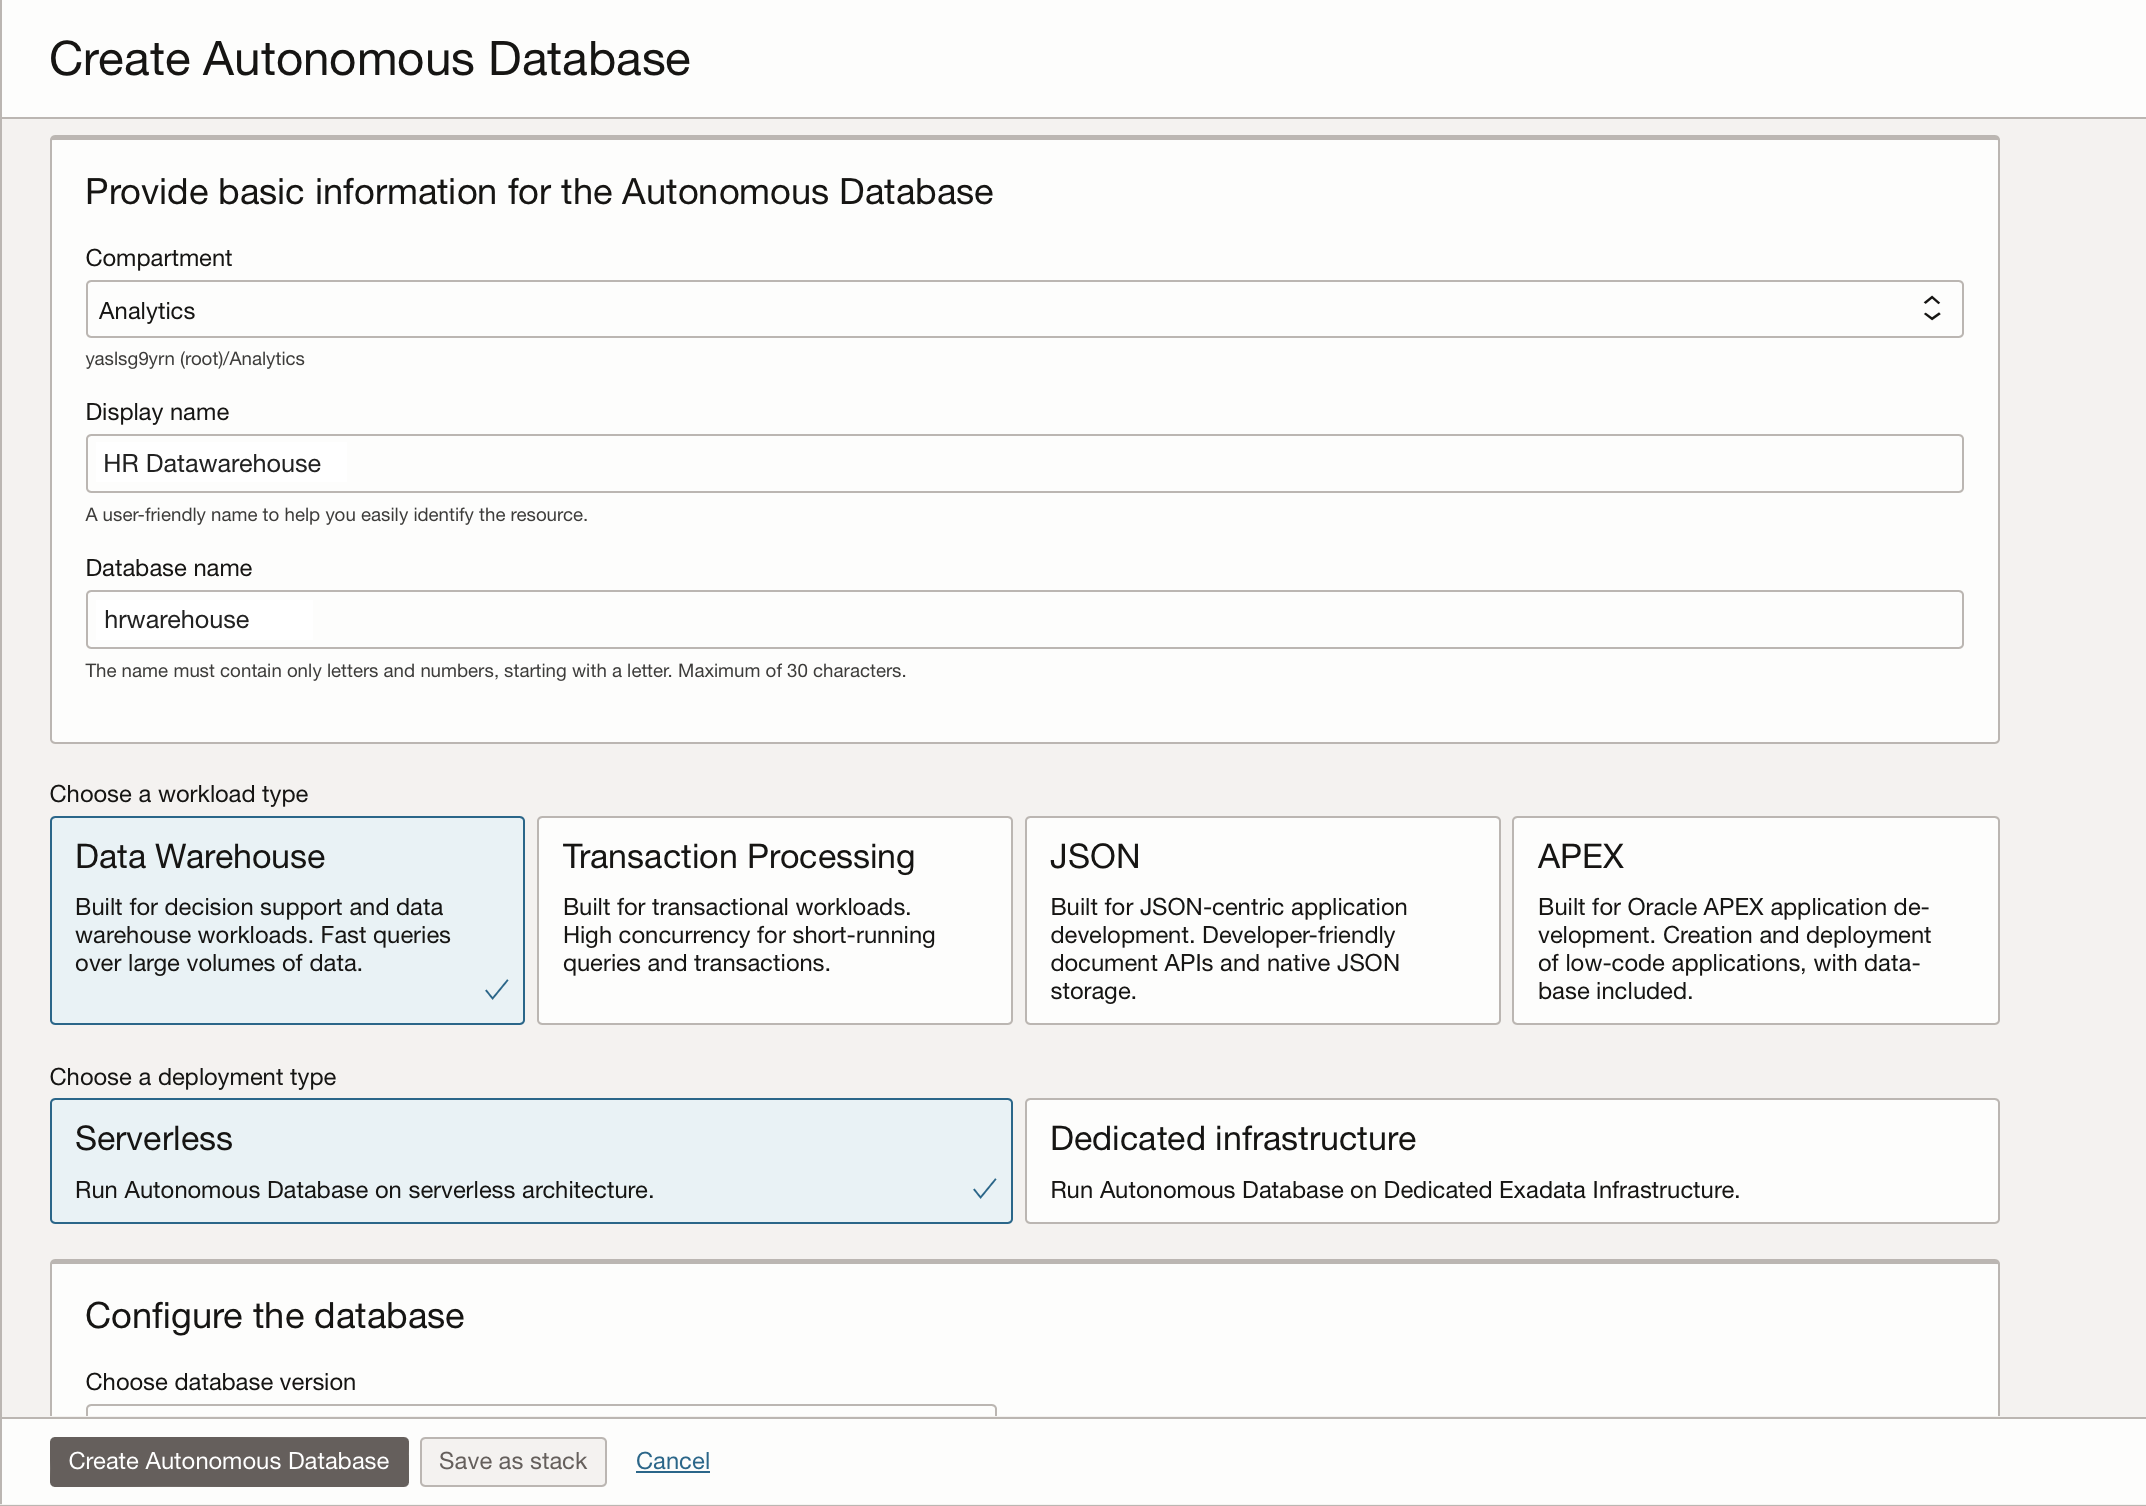 Create Autonomous Database
Provide basic information for the Autonomous Database
Compartment
Analytics
yaslsg9yrn (root)/Analytics
Display name
HR Datawarehouse
A user-friendly name to help you easily identify the resource.
Database name
hrwarehouse
The name must contain only letters and numbers, starting with a letter. Maximum of 30 characters.
Choose a workload type
Data Warehouse
Built for decision support and data
warehouse workloads. Fast queries
over large volumes of data.
Transaction Processing
Built for transactional workloads.
High concurrency for short-running
queries and transactions.
JSON
Built for JSON-centric application
development. Developer-friendly
document APIs and native JSON
storage.
APEX
Built for Oracle APEX application de-
velopment. Creation and deployment
of low-code applications, with data-
base included.
Choose a deployment type
Serverless
Run Autonomous Database on serverless architecture.
Dedicated infrastructure
Run Autonomous Database on Dedicated Exadata Infrastructure.
Configure the database
Choose database version
Create Autonomous Database
Save as stack
Cancel